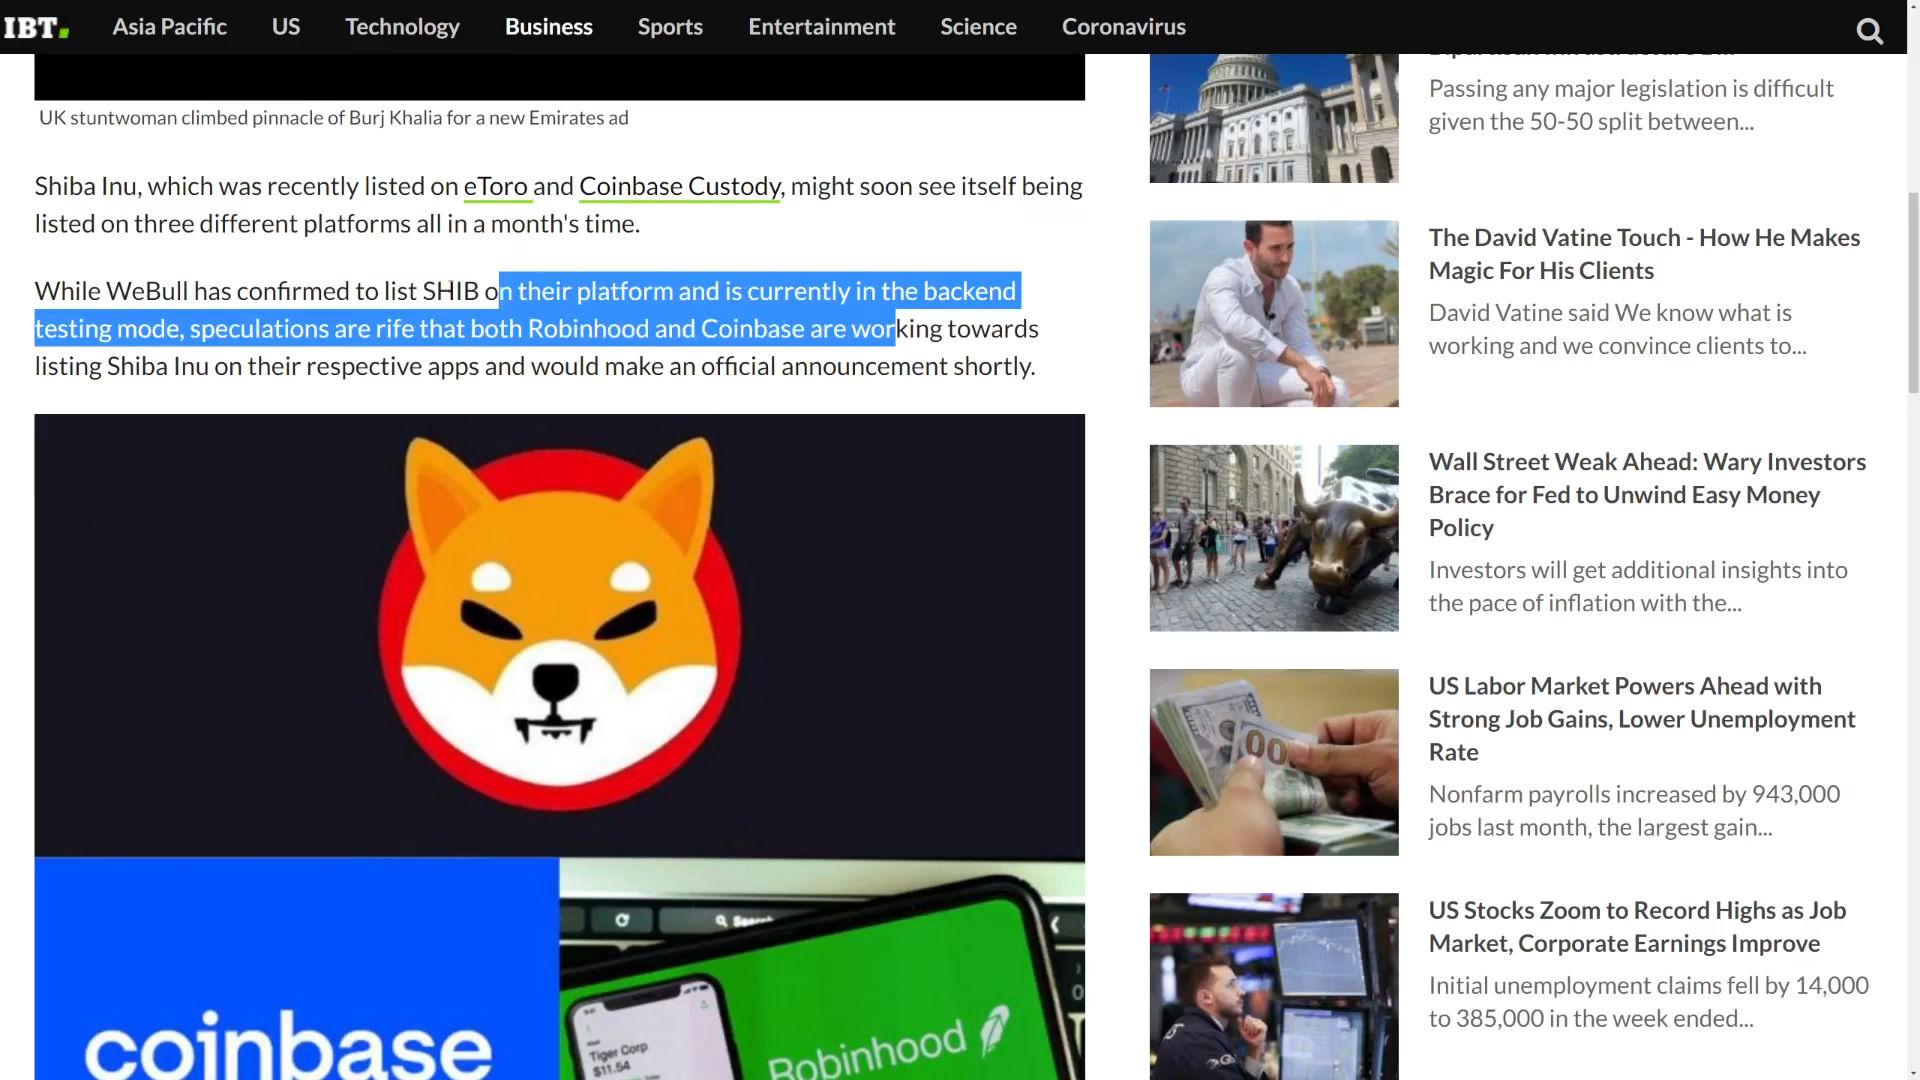 IBT.
Asia Pacific
US
Technology
Business
Sports
Entertainment
Science
Coronavirus
UK stuntwoman climbed pinnacle of Burj Khalia for a new Emirates ad
Shiba Inu, which was recently listed on eToro and Coinbase Custody, might soon see itself being
listed on three different platforms all in a month's time.
While WeBull has confirmed to list SHIB on their platform and is currently in the backend
testing mode, speculations are rife that both Robinhood and Coinbase are working towards
listing Shiba Inu on their respective apps and would make an official announcement shortly.
coinbase
Tiger Corp
$11.54
Robinhood
Passing any major legislation is difficult
given the 50-50 split between...
The David Vatine Touch - How He Makes
Magic For His Clients
David Vatine said We know what is
working and we convince clients to...
Wall Street Weak Ahead: Wary Investors
Brace for Fed to Unwind Easy Money
Policy
Investors will get additional insights into
the pace of inflation with the...
US Labor Market Powers Ahead with
Strong Job Gains, Lower Unemployment
Rate
Nonfarm payrolls increased by 943,000
jobs last month, the largest gain...
US Stocks Zoom to Record Highs as Job
Market, Corporate Earnings Improve
Initial unemployment claims fell by 14,000
to 385,000 in the week ended...